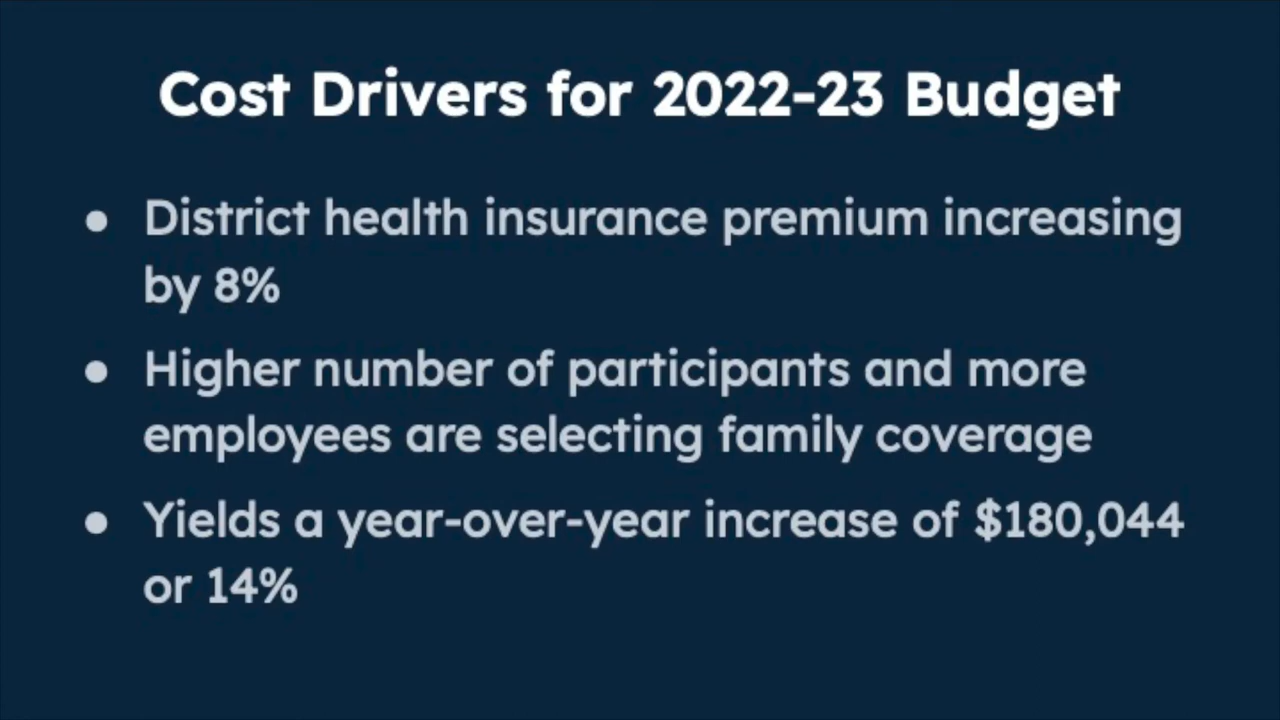 Cost Drivers for 2022-23 Budget
● District health insurance premium increasing
by 8%
● Higher number of participants and more
employees are selecting family coverage
● Yields a year-over-year increase of $180,044
or 14%